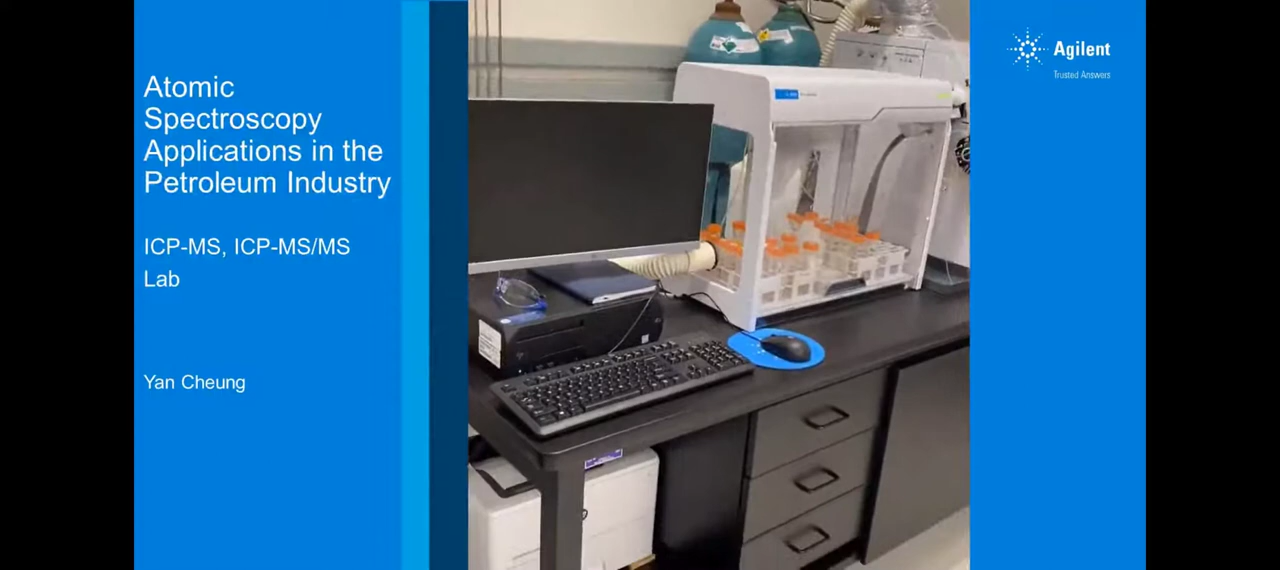 Atomic
Spectroscopy
Applications in the
Petroleum Industry
ICP-MS, ICP-MS/MS
Lab
Yan Cheung
Agilent
Trusted Answers